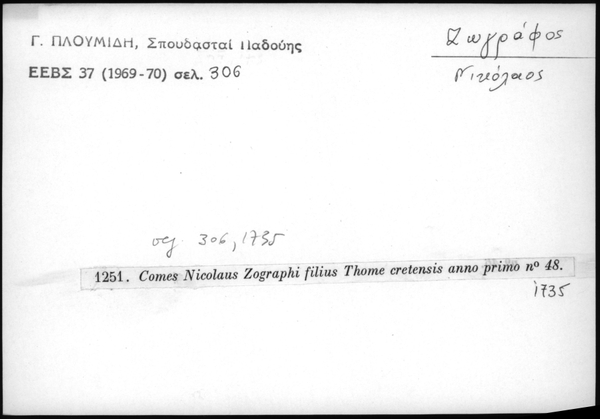 Γ. ΠΛΟΥΜΙΔΗ, Σπουδασταί Παδούης
ΕΕΒΣ 37 (1969-70) σελ. 306
Ζωγράφος
Νικόλαος
σελ 306, 1735
1251. Comes Nicolaus Zographi filius Thome cretensis anno primo nº 48.
1735